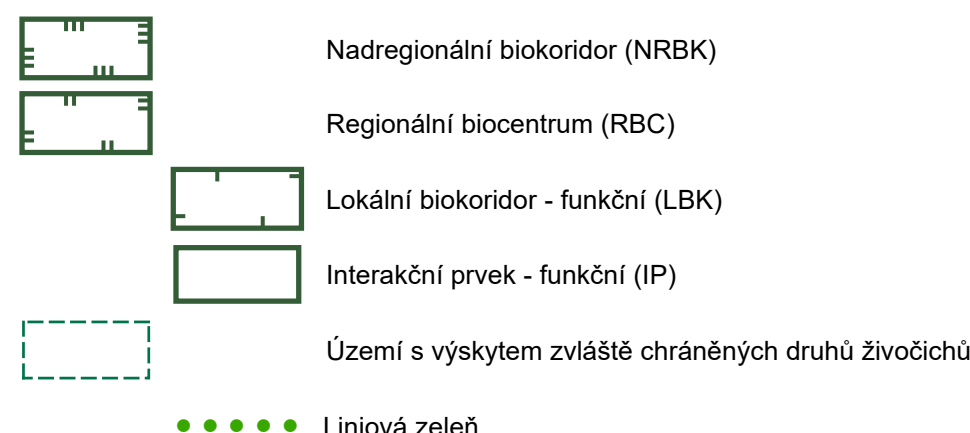 Nadregionální biokoridor (NRBK)
Regionální biocentrum (RBC)
Lokální biokoridor - funkční (LBK)
Interakční prvek - funkční (IP)
Území s výskytem zvláště chráněných druhů živočichů
Liniová zeleň